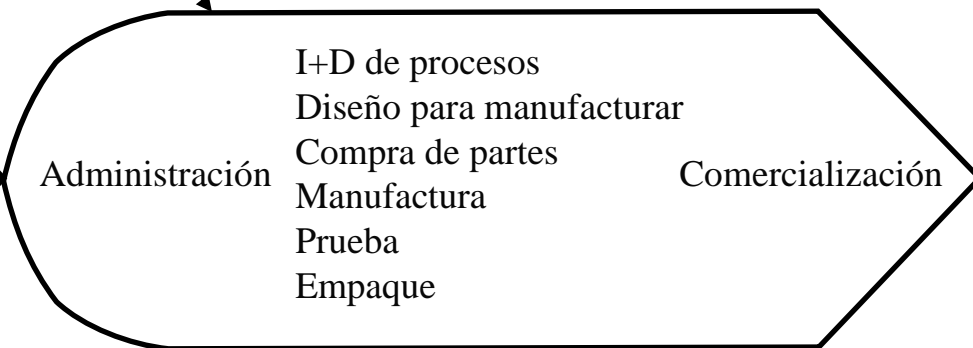 Administración
I+D de procesos
Diseño para manufacturar
Compra de partes
Manufactura
Prueba
Empaque
Comercialización